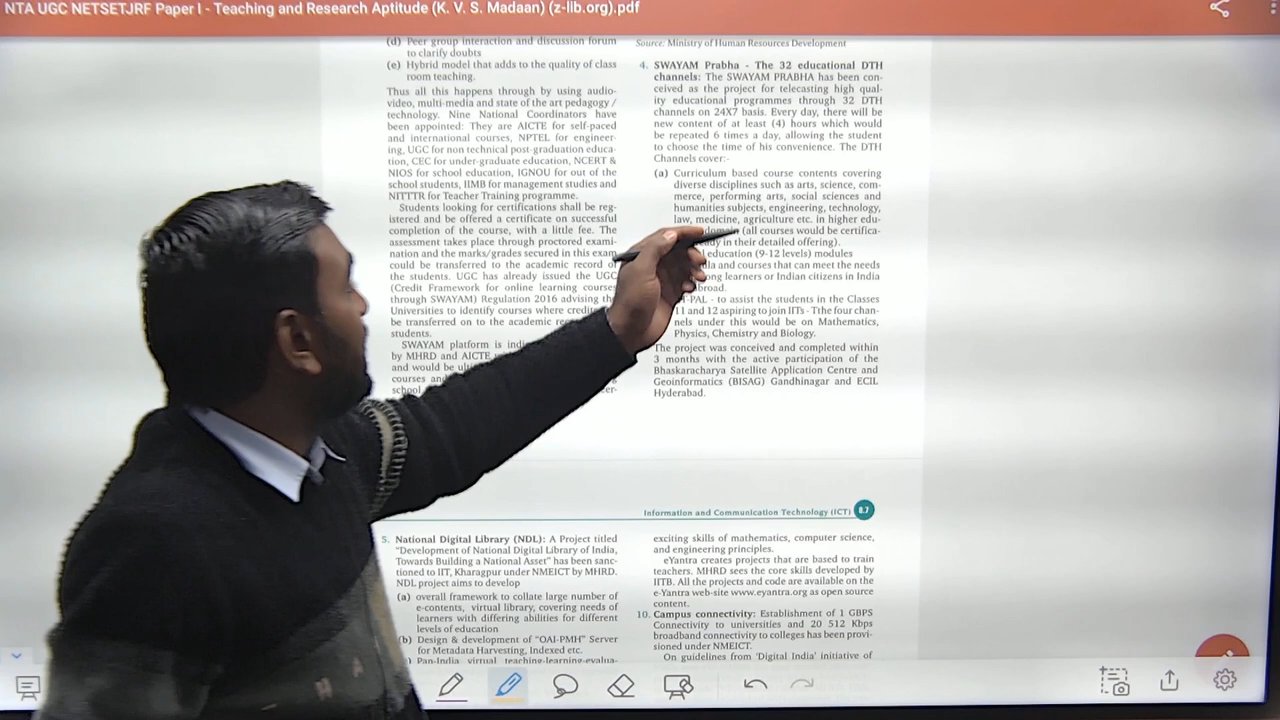 NTA UGC NETSETJRF Paper I - Teaching and Research Aptitude (K. V. S. Madaan) (z-lib.org).pdf
(d) Peer group interaction and discussion forum
to clarify doubts
(e) Hybrid model that adds to the quality of class
room teaching.
Thus all this happens through by using audio-
video, multi-media and state of the art pedagogy /
technology. Nine National Coordinators have
been appointed: They are AICTE for self-paced
and international courses, NPTEL for engineer-
ing, UGC for non technical post-graduation educa-
tion, CEC for under-graduate education, NCERT &
NIOS for school education, IGNOU for out of the
school students, IIMB for management studies and
NITTTR for Teacher Training programme.
Students looking for certifications shall be reg-
istered and be offered a certificate on successful
completion of the course, with a little fee. The
assessment takes place through proctored exami-
nation and the marks/grades secured in this exam
could be transferred to the academic record of
the students. UGC has already issued the UGC
(Credit Framework for online learning courses
through SWAYAM) Regulation 2016 advising the
Universities to identify courses where credits
be transferred on to the academic
students.
SWAYAM platform is
by MHRD and AICTE
and would be
courses and
school
Source: Ministry of Human Resources Development
4. SWAYAM Prabha - The 32 educational DTH
channels: The SWAYAM PRABHA has been con-
ceived as the project for telecasting high qual-
ity educational programmes through 32 DTH
channels on 24X7 basis. Every day, there will be
new content of at least (4) hours which would
be repeated 6 times a day, allowing the student
to choose the time of his convenience. The DTH
Channels cover:-
(a) Curriculum based course contents covering
diverse disciplines such as arts, science, com-
merce, performing arts, social sciences and
humanities subjects, engineering, technology,
law, medicine, agriculture etc. in higher edu-
domain (all courses would be certifica-
in their detailed offering).
education (9-12 levels) modules
and courses that can meet the needs
learners or Indian citizens in India
abroad.
-PAL - to assist the students in the Classes
11 and 12 aspiring to join IITs - Tthe four chan-
nels under this would be on Mathematics,
Physics, Chemistry and Biology.
The project was conceived and completed within
3 months with the active participation of the
Bhaskaracharya Satellite Application Centre and
Geoinformatics (BISAG) Gandhinagar and ECIL
Hyderabad.
Information and Communication Technology (ICT) 8.7
5. National Digital Library (NDL): A Project titled
"Development of National Digital Library of India,
Towards Building a National Asset" has been sanc-
tioned to IIT, Kharagpur under NMEICT by MHRD.
NDL project aims to develop
(a) overall framework to collate large number of
e-contents, virtual library, covering needs of
learners with differing abilities for different
levels of education
(b) Design & development of "OAI-PMH" Server
for Metadata Harvesting, Indexed etc.
) Pan-India virtual teaching-learning-evalua-
exciting skills of mathematics, computer science,
and engineering principles.
eYantra creates projects that are based to train
teachers. MHRD sees the core skills developed by
IITB. All the projects and code are available on the
e-Yantra web-site www.eyantra.org as open source
content.
10. Campus connectivity: Establishment of 1 GBPS
Connectivity to universities and 20 512 Kbps
broadband connectivity to colleges has been provi-
sioned under NMEICT.
On guidelines from 'Digital India' initiative of